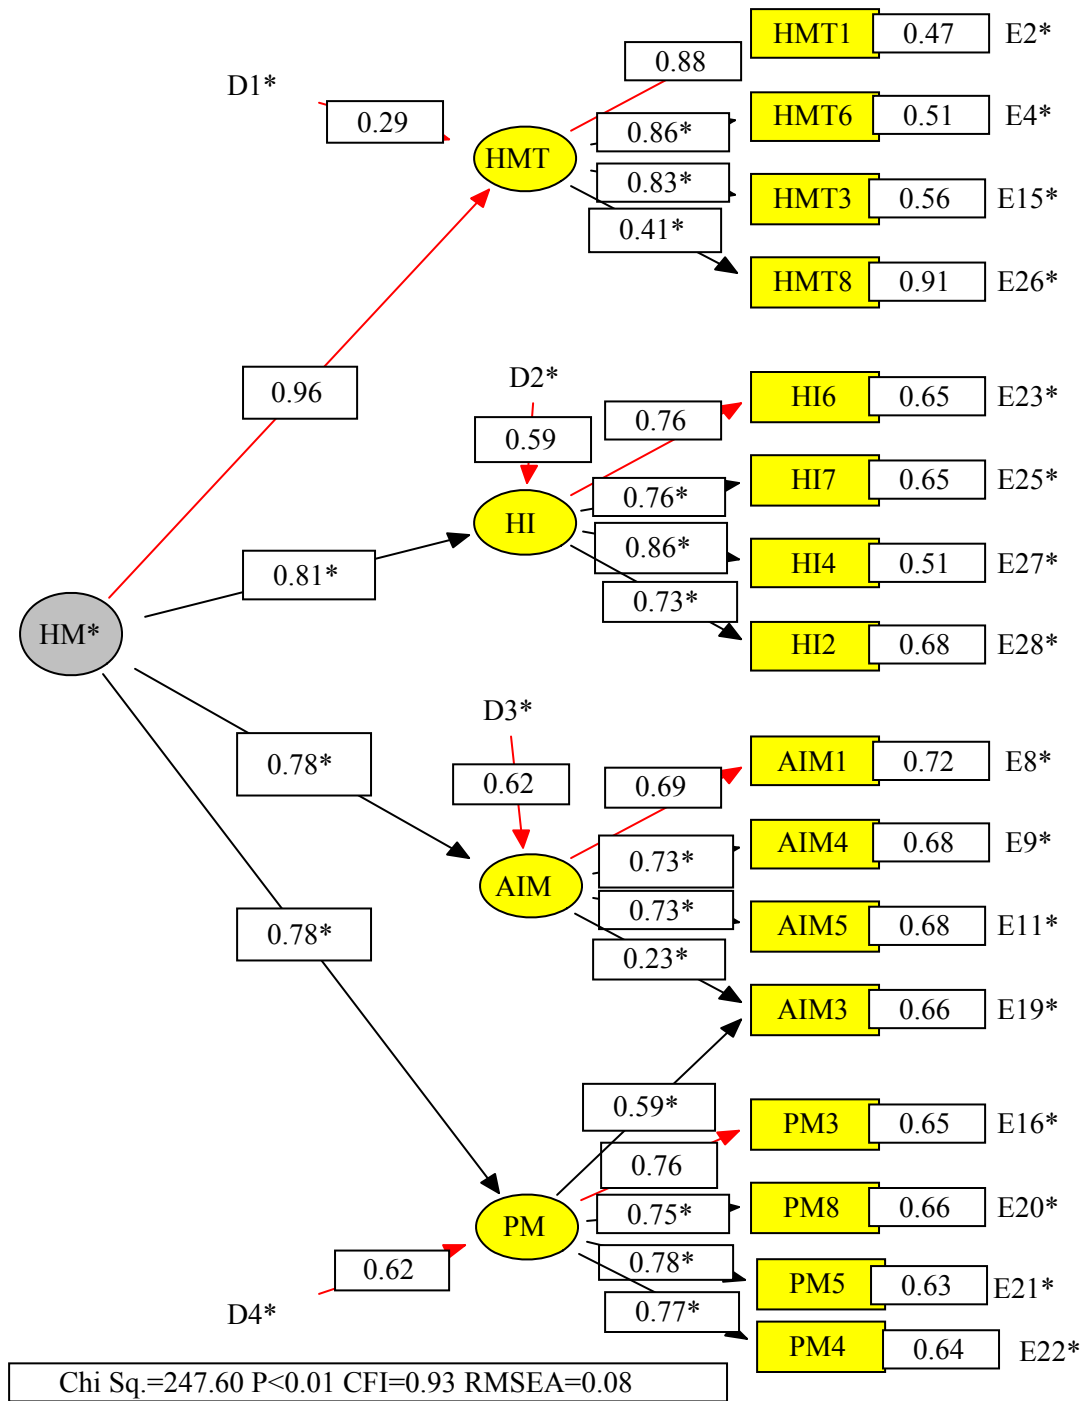 HMT1 0.47 E2*
0.88
D1*
0.29
HMT6 0.51 E4*
0.86*
HMT
0.83*
HMT3 0.56 E15*
0.41*
HMT8 0.91 E26*
0.96
D2*
HI6 0.65 E23*
0.76
0.59
HI7 0.65 E25*
0.76*
HI
0.86*
HI4 0.51 E27*
0.81*
0.73*
HM*
HI2 0.68 E28*
D3*
0.78*
AIM1 0.72 E8*
0.62
0.69
AIM4 0.68 E9*
0.73*
AIM
0.73*
AIM5 0.68 E11*
0.78*
0.23*
AIM3 0.66 E19*
0.59*
PM3 0.65 E16*
0.76
PM8 0.66 E20*
0.75*
PM
0.78*
0.62
PM5 0.63 E21*
D4*
0.77*
PM4 0.64 E22*
Chi Sq.=247.60 P<0.01 CFI=0.93 RMSEA=0.08